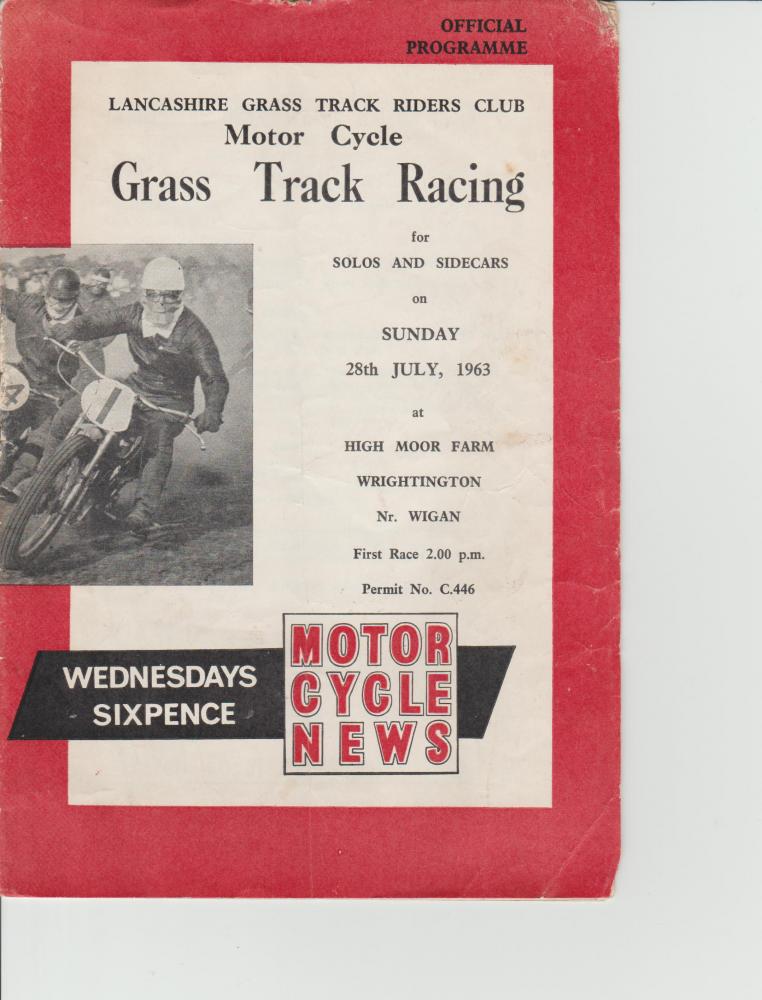 OFFICIAL
PROGRAMME
LANCASHIRE GRASS TRACK RIDERS CLUB
Motor Cycle
Grass Track Racing
for
SOLOS AND SIDECARS
on
SUNDAY
28th JULY, 1963
at
HIGH MOOR FARM
WRIGHTINGTON
Nr. WIGAN
First Race 2.00 p.m.
Permit No. C.446
4
1
WEDNESDAYS
SIXPENCE
MOTOR
CYCLE
NEWS